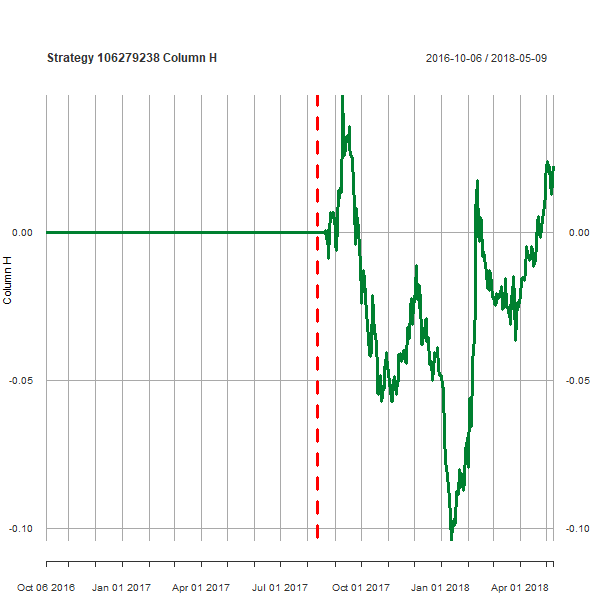 Strategy 106279238 Column H 2016-10-06 / 2018-05-09
0.00 0.00
Column H
-0.05 -0.05
-0.10 -0.10
Oct 06 2016 Jan 01 2017 Apr 01 2017 Jul 01 2017 Oct 01 2017 Jan 01 2018 Apr 01 2018